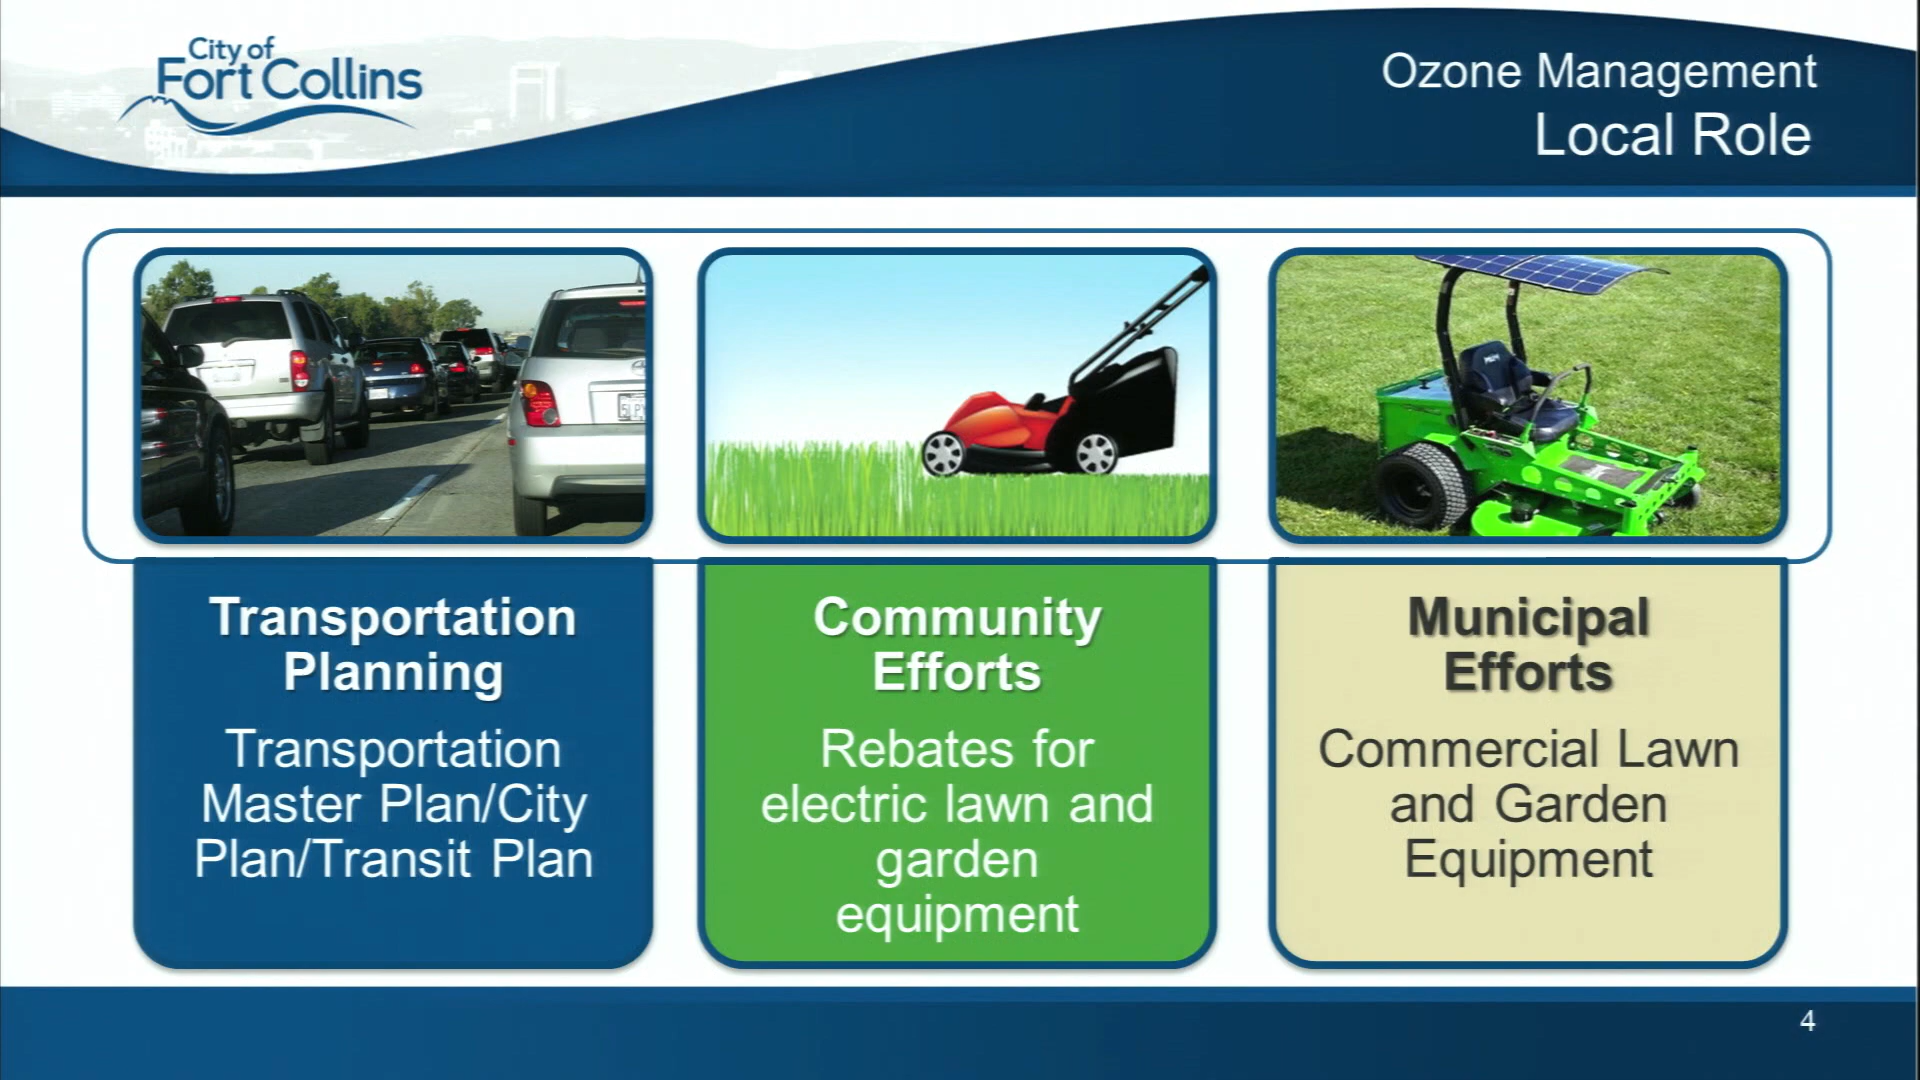 City of
Fort Collins
Ozone Management
Local Role
Transportation
Planning
Transportation
Master Plan/City
Plan/Transit Plan
Community
Efforts
Rebates for
electric lawn and
garden
equipment
Municipal
Efforts
Commercial Lawn
and Garden
Equipment
4